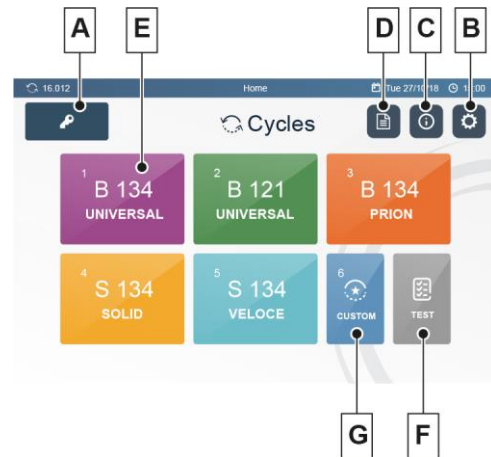 A E D C B
16.012 Home Tue 27/10/18
Cycles
1 2 3
B 134 B 121 B 134
UNIVERSAL UNIVERSAL PRION
4 5 6
S 134 S 134
SOLID VELOCE CUSTOM TEST
G F